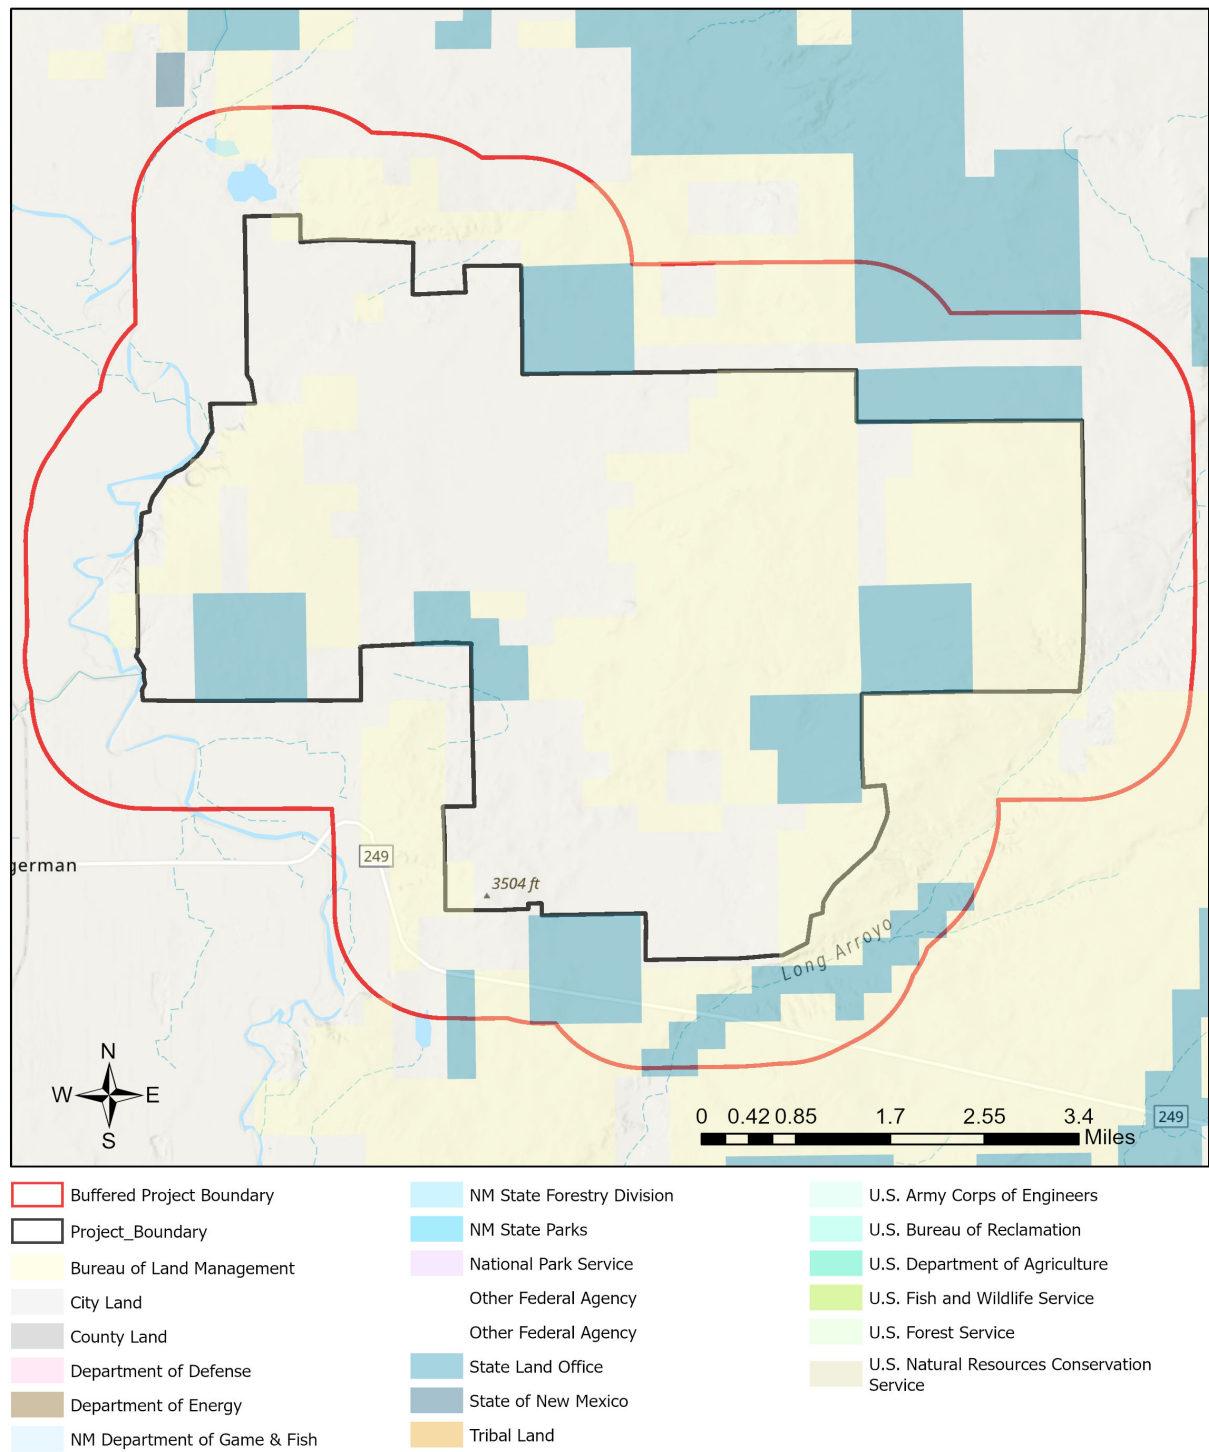 249
german
3504 ft
Long Arroyo
N
W E
S
0 0.42 0.85 1.7 2.55 3.4
Miles
249
Buffered Project Boundary
Project_Boundary
Bureau of Land Management
City Land
County Land
Department of Defense
Department of Energy
NM Department of Game & Fish
NM State Forestry Division
NM State Parks
National Park Service
Other Federal Agency
Other Federal Agency
State Land Office
State of New Mexico
Tribal Land
U.S. Army Corps of Engineers
U.S. Bureau of Reclamation
U.S. Department of Agriculture
U.S. Fish and Wildlife Service
U.S. Forest Service
U.S. Natural Resources Conservation
Service